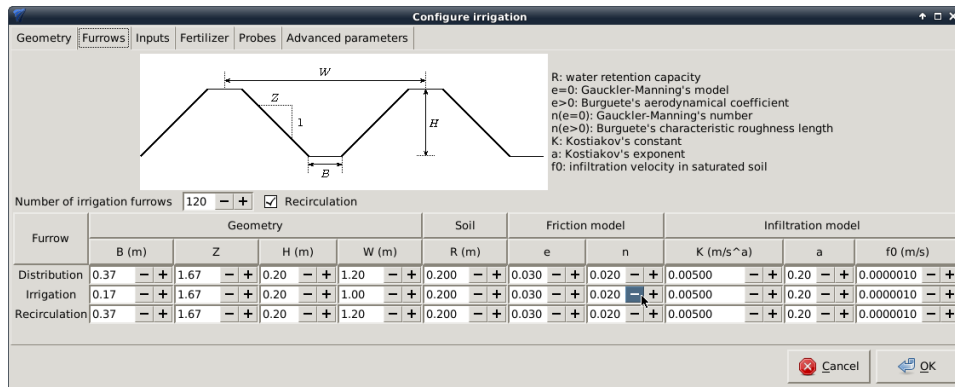 Configure irrigation
Geometry Furrows Inputs Fertilizer Probes Advanced parameters
W
Z
1
H
B
R: water retention capacity
e=0: Gauckler-Manning's model
e>0: Burguete's aerodynamical coefficient
n(e=0): Gauckler-Manning's number
n(e>0): Burguete's characteristic roughness length
K: Kostiakov's constant
a: Kostiakov's exponent
f0: infiltration velocity in saturated soil
Number of irrigation furrows 120 − + Recirculation
Furrow Geometry Soil Friction model Infiltration model
B (m) Z H (m) W (m) R (m) e n K (m/s^a) a f0 (m/s)
Distribution 0.37 − + 1.67 − + 0.20 − + 1.20 − + 0.200 − + 0.030 − + 0.020 − + 0.00500 − + 0.20 − + 0.0000010 − +
Irrigation 0.17 − + 1.67 − + 0.20 − + 1.00 − + 0.200 − + 0.030 − + 0.020 − + 0.00500 − + 0.20 − + 0.0000010 − +
Recirculation 0.37 − + 1.67 − + 0.20 − + 1.20 − + 0.200 − + 0.030 − + 0.020 − + 0.00500 − + 0.20 − + 0.0000010 − +
Cancel OK